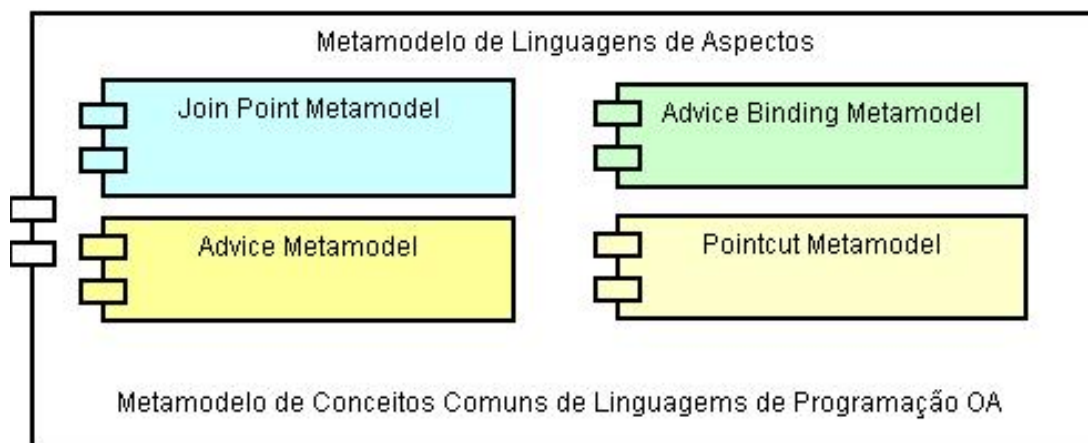 Metamodelo de Linguagens de Aspectos
Join Point Metamodel
Advice Binding Metamodel
Advice Metamodel
Pointcut Metamodel
Metamodelo de Conceitos Comuns de Linguagems de Programação OA